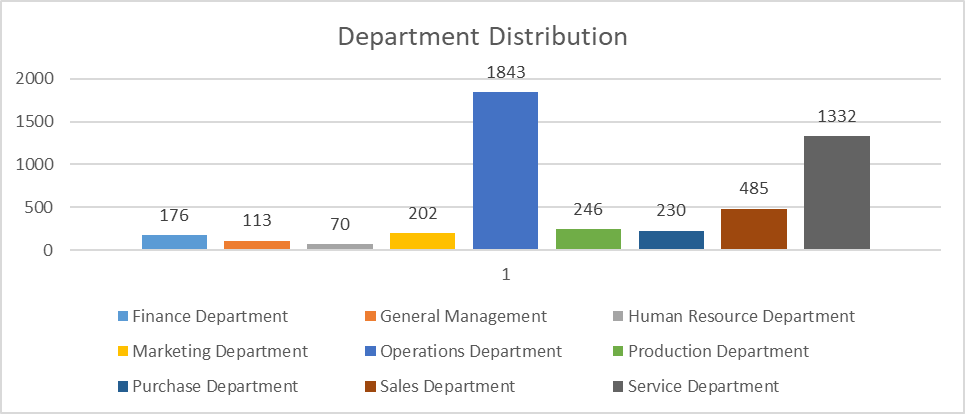 Department Distribution
2000
1500
1000
500
0
176
113
70
202
1843
246
230
485
1332
1
Finance Department
General Management
Human Resource Department
Marketing Department
Operations Department
Production Department
Purchase Department
Sales Department
Service Department